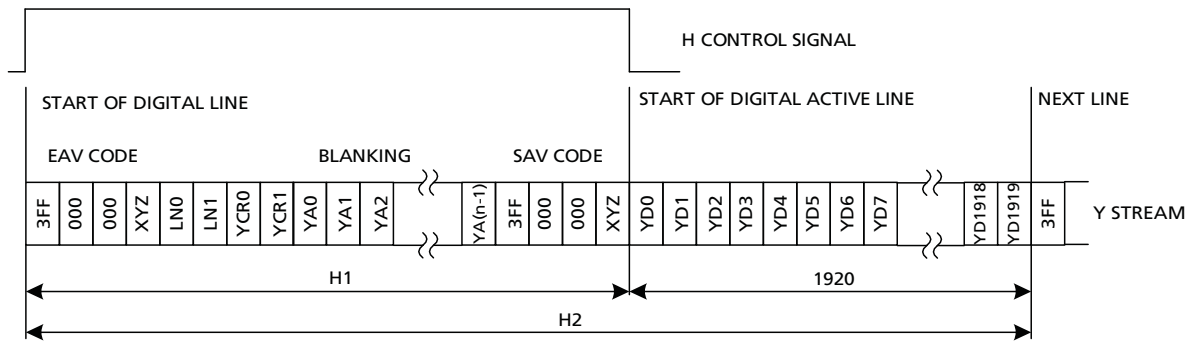 H CONTROL SIGNAL
START OF DIGITAL LINE
START OF DIGITAL ACTIVE LINE
NEXT LINE
EAV CODE
BLANKING
SAV CODE
3FF 000 000 XYZ LN0 LN1 YCR0 YCR1 YA0 YA1 YA2 YA(n-1) 3FF 000 000 XYZ YD0 YD1 YD2 YD3 YD4 YD5 YD6 YD7 YD1918 YD1919 3FF
Y STREAM
H1
1920
H2